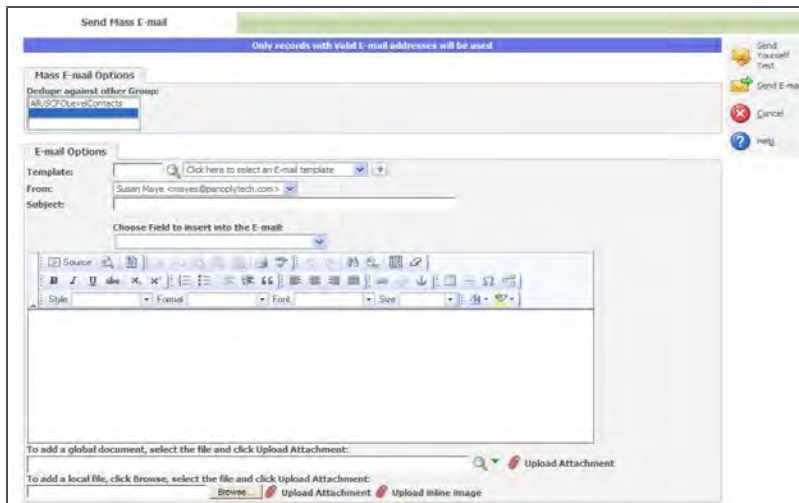 Send Mass E-mail
Only records with Valid E-mail addresses will be used
Send Yourself Test
Mass E-mail Options
Send E-mai
Dedupe against other Group:
AllUSCFOLevelContacts
Cancel
Help
E-mail Options
Template:
Click here to select an E-mail template
From:
Susan Maye <mayes@panoplytech.com>
Subject:
Choose Field to insert into the E-mail:
Source
B I U abc x, x'
Style Format Font Size
To add a global document, select the file and click Upload Attachment:
Upload Attachment
To add a local file, click Browse, select the file and click Upload Attachment:
Browse... Upload Attachment Upload inline image